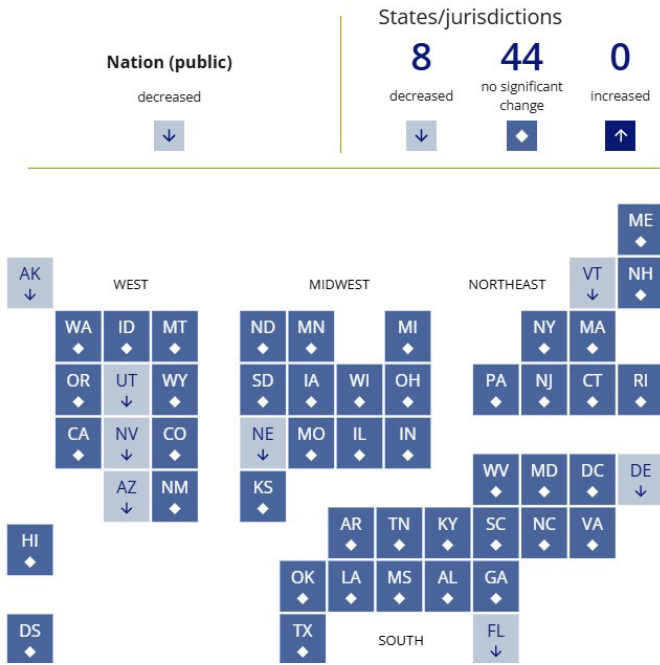 States/jurisdictions
Nation (public)
decreased
8 44 0
decreased no significant change increased
ME
AK WEST MIDWEST NORTHEAST VT NH
WA ID MT ND MN MI NY MA
OR UT WY SD IA WI OH PA NJ CT RI
CA NV CO NE MO IL IN
AZ NM KS WV MD DC DE
HI AR TN KY SC NC VA
OK LA MS AL GA
DS TX SOUTH FL